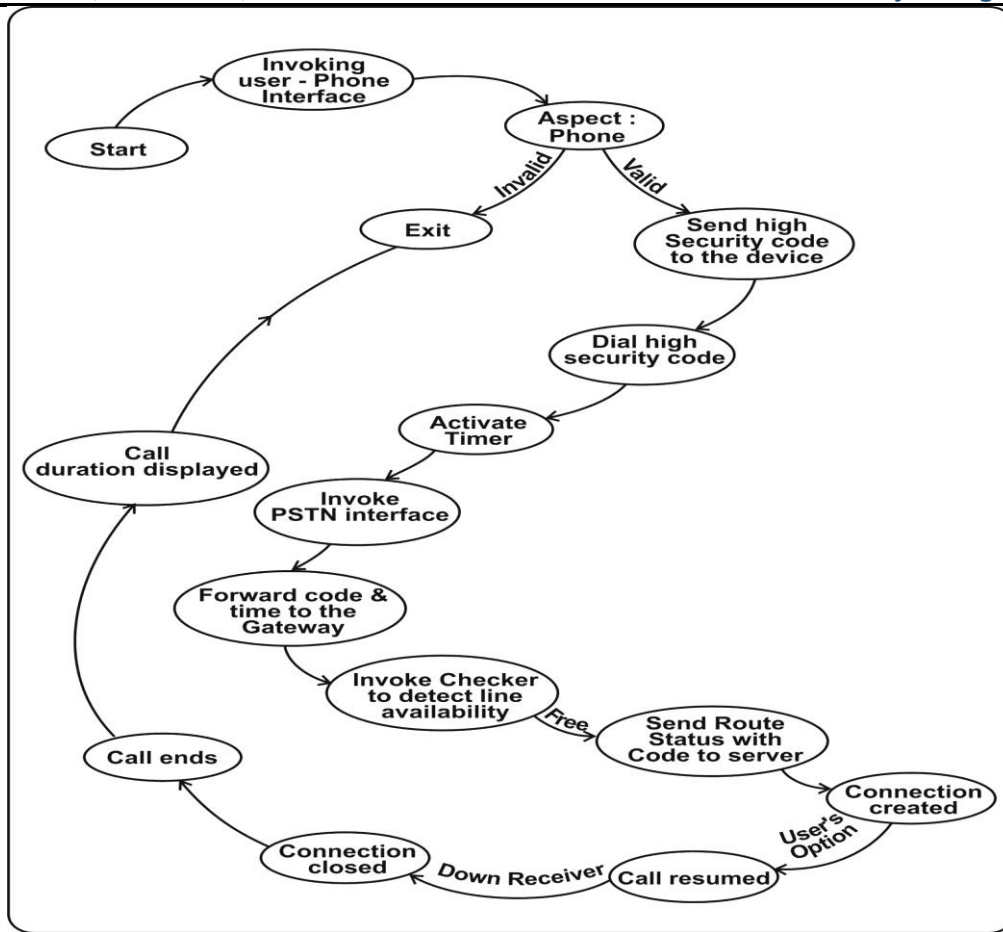 Invoking
user - Phone
Interface
Start
Aspect :
Phone
Invalid
Valid
Exit
Send high
Security code
to the device
Dial high
security code
Activate
Timer
Call
duration displayed
Invoke
PSTN interface
Forward code &
time to the
Gateway
Invoke Checker
to detect line
availability
Free
Send Route
Status with
Code to server
Call ends
Connection
created
User's
Option
Connection
closed
Down Receiver
Call resumed